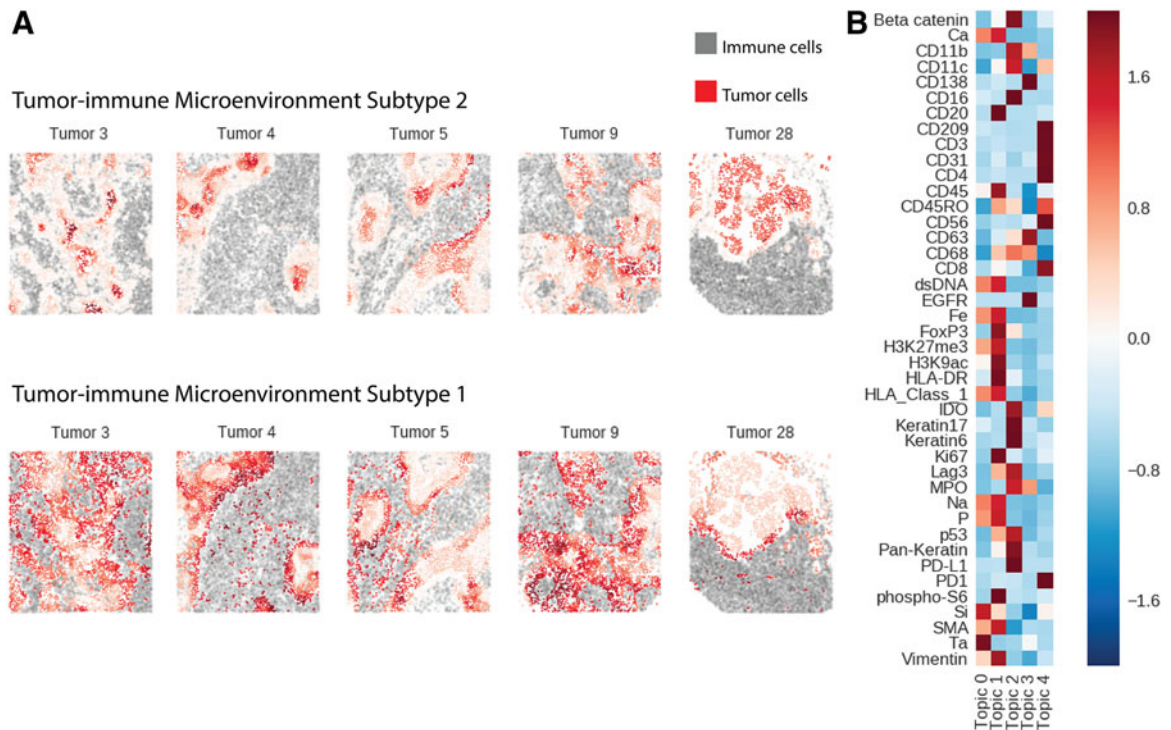 A
Immune cells
Tumor cells
Tumor-immune Microenvironment Subtype 2
Tumor 3 Tumor 4 Tumor 5 Tumor 9 Tumor 28
Tumor-immune Microenvironment Subtype 1
Tumor 3 Tumor 4 Tumor 5 Tumor 9 Tumor 28
B
Beta catenin
Ca
CD11b
CD11c
CD138
CD16
CD20
CD209
CD3
CD31
CD4
CD45
CD45RO
CD56
CD63
CD68
CD8
dsDNA
EGFR
Fe
FoxP3
H3K27me3
H3K9ac
HLA-DR
HLA_Class_1
IDO
Keratin17
Keratin6
Ki67
Lag3
MPO
Na
P
p53
Pan-Keratin
PD-L1
PD1
phospho-S6
Si
SMA
Ta
Vimentin
Topic 0
Topic 1
Topic 2
Topic 3
Topic 4
1.6
0.8
0.0
−0.8
−1.6